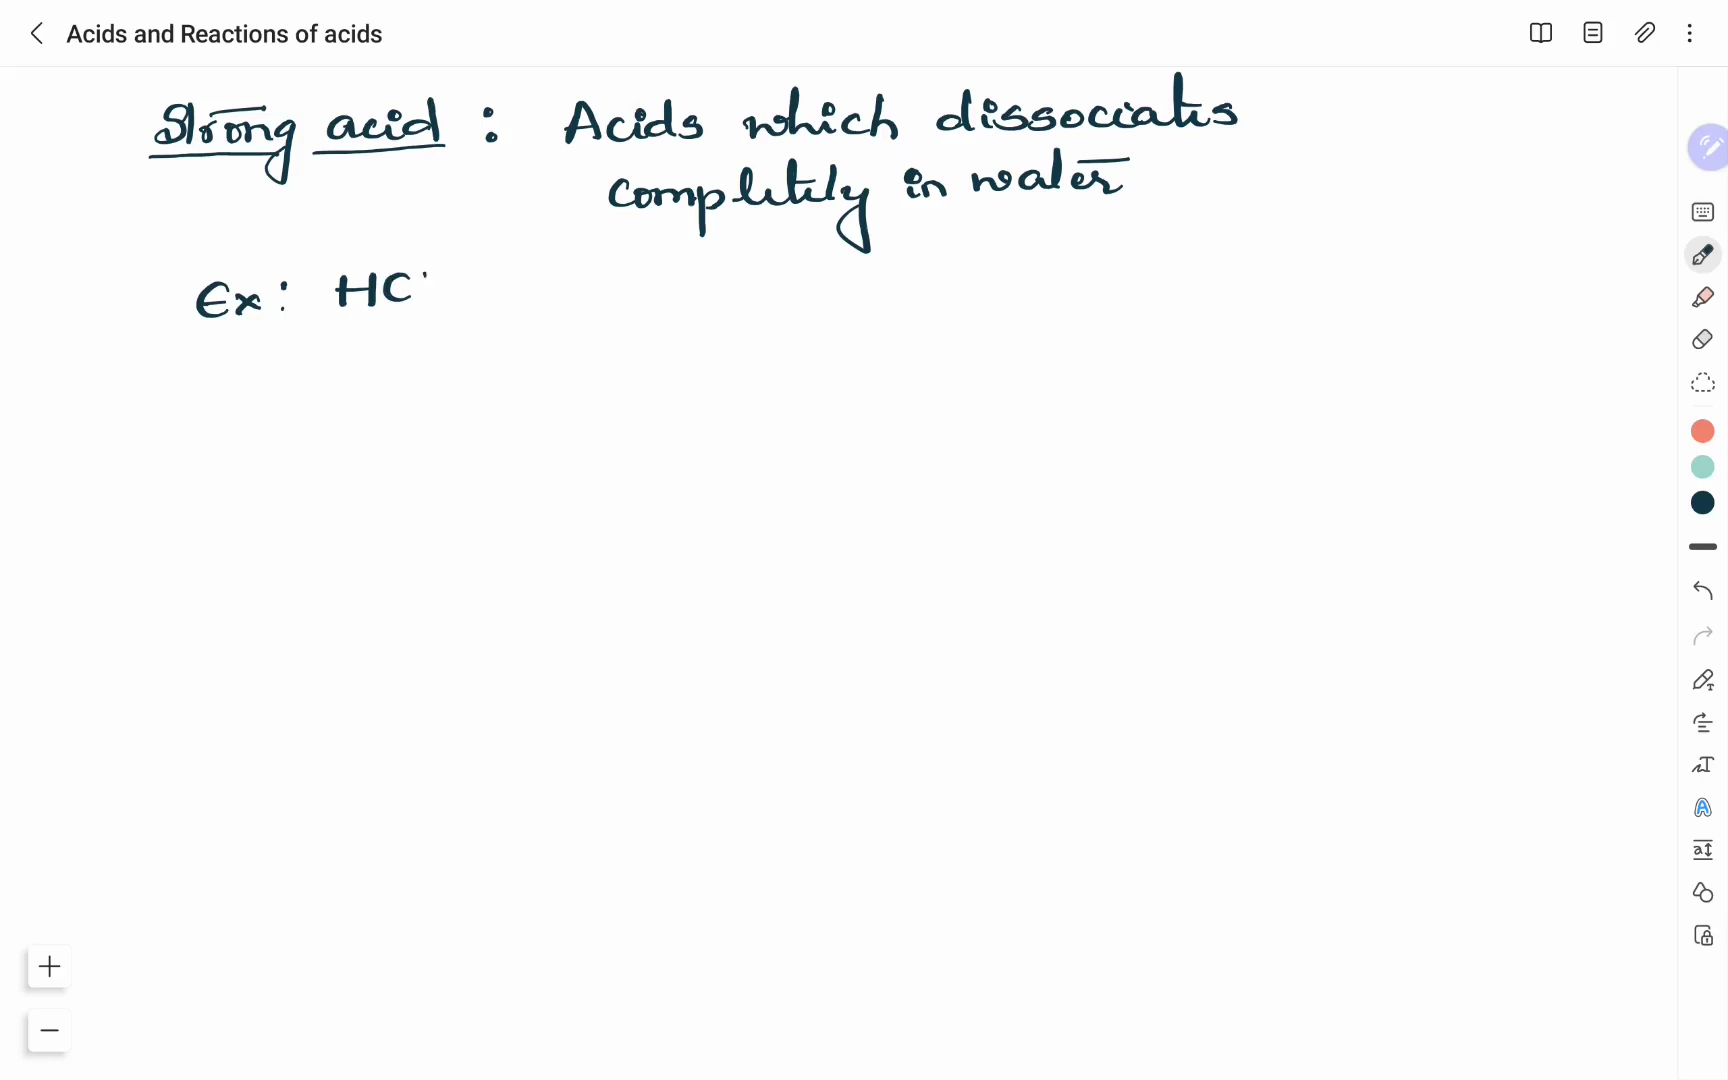 Acids and Reactions of acids
Strong acid : Acids which dissociates
completely in water
Ex: HC